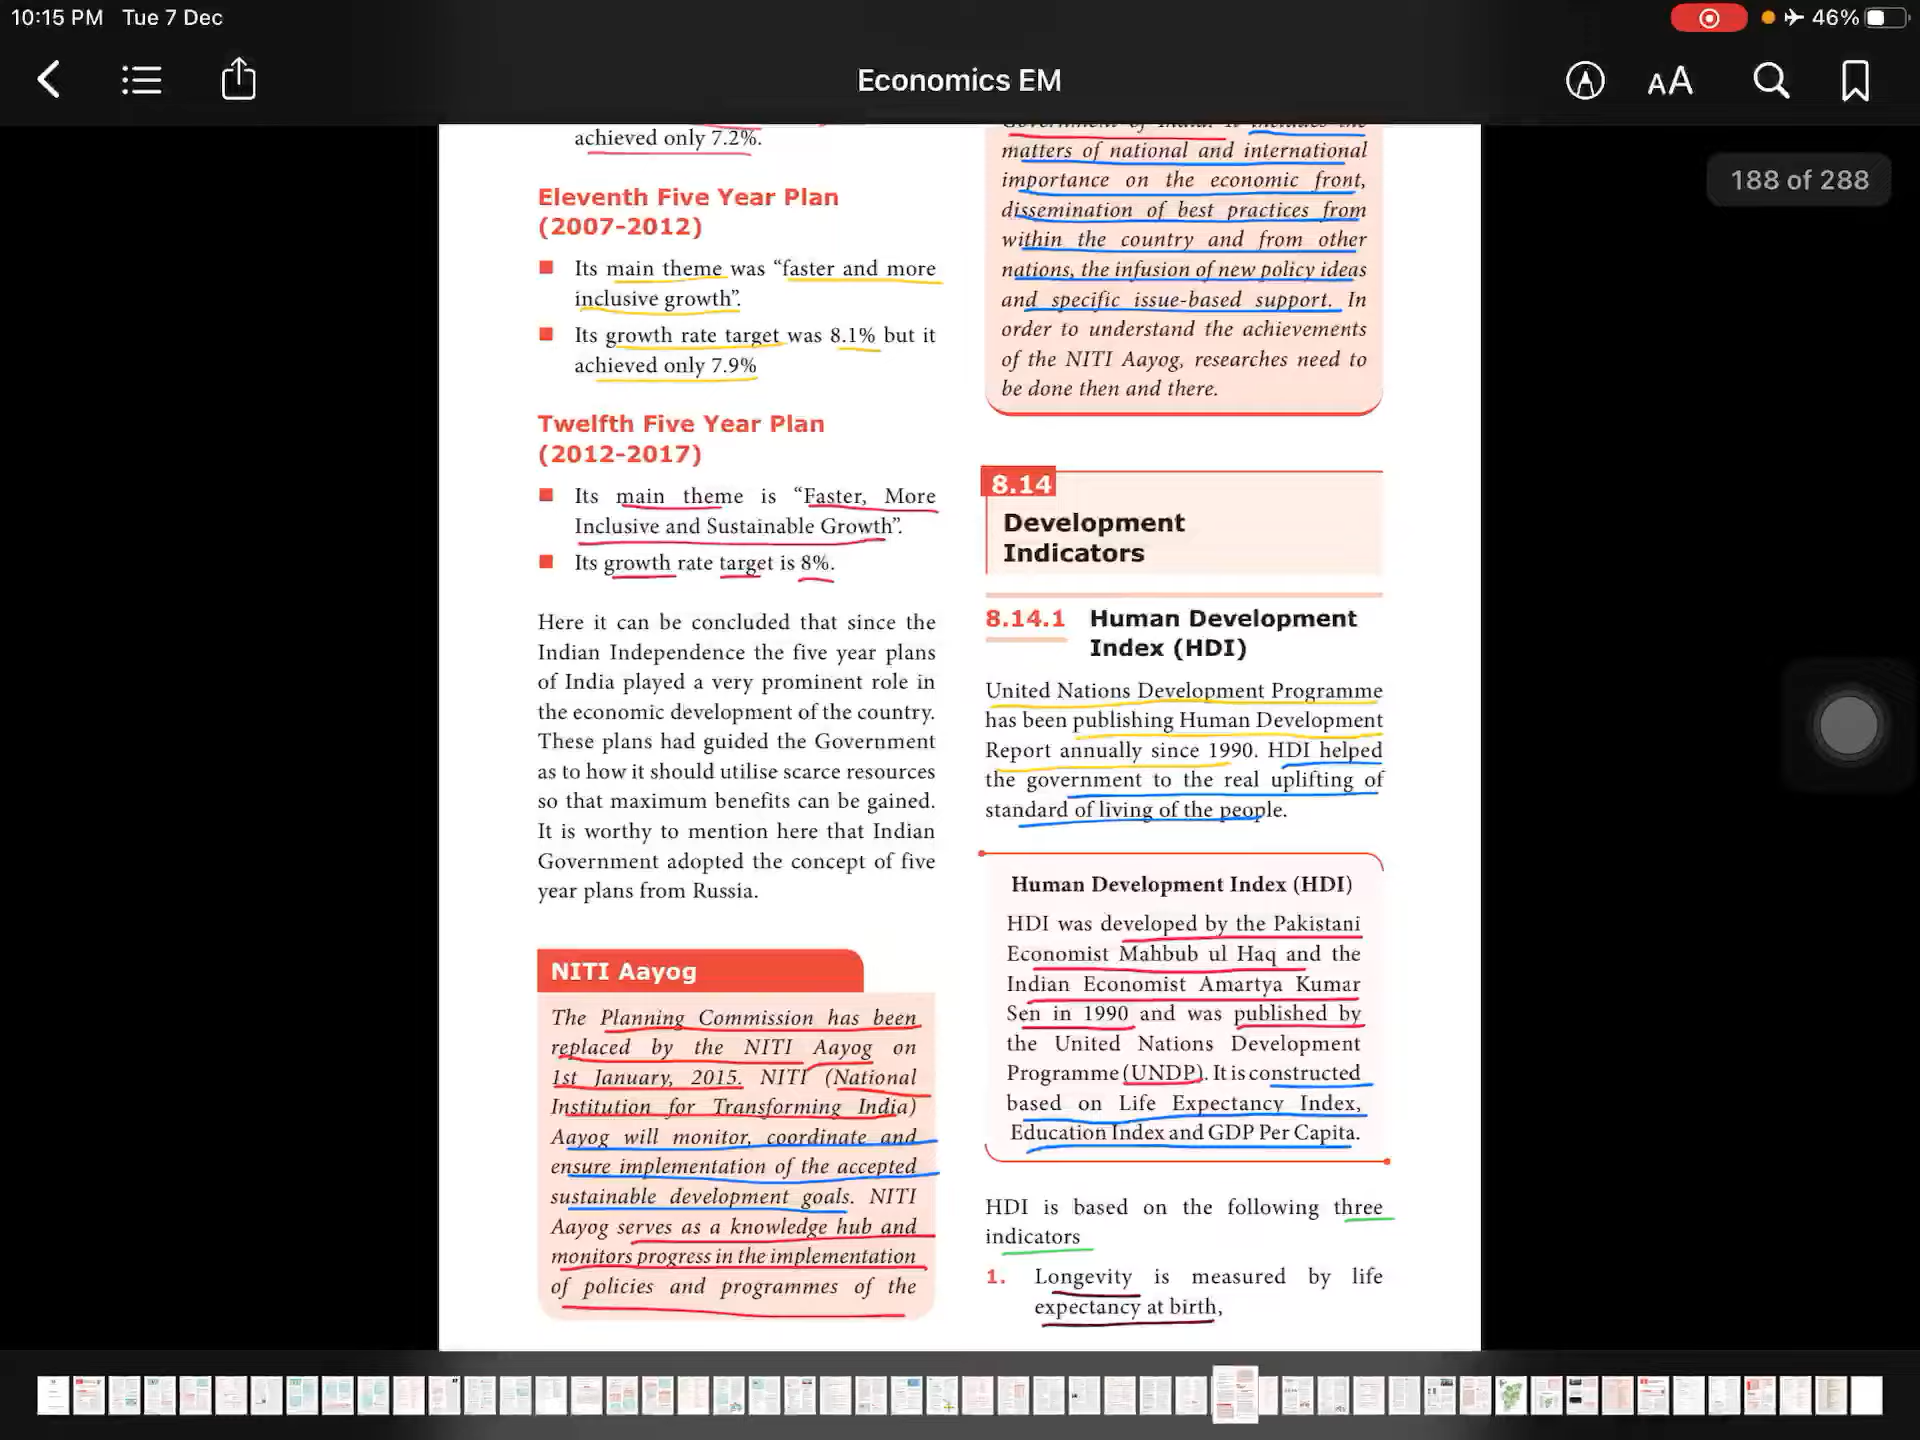 10:15 PM Tue 7 Dec
46%
Economics EM
188 of 288
achieved only 7.2%.
Eleventh Five Year Plan
(2007-2012)
Its main theme was “faster and more
inclusive growth”.
Its growth rate target was 8.1% but it
achieved only 7.9%
Twelfth Five Year Plan
(2012-2017)
Its main theme is “Faster, More
Inclusive and Sustainable Growth”.
Its growth rate target is 8%.
Here it can be concluded that since the
Indian Independence the five year plans
of India played a very prominent role in
the economic development of the country.
These plans had guided the Government
as to how it should utilise scarce resources
so that maximum benefits can be gained.
It is worthy to mention here that Indian
Government adopted the concept of five
year plans from Russia.
NITI Aayog
The Planning Commission has been
replaced by the NITI Aayog on
1st January, 2015. NITI (National
Institution for Transforming India)
Aayog will monitor, coordinate and
ensure implementation of the accepted
sustainable development goals. NITI
Aayog serves as a knowledge hub and
monitors progress in the implementation
of policies and programmes of the
Government of India. It includes the
matters of national and international
importance on the economic front,
dissemination of best practices from
within the country and from other
nations, the infusion of new policy ideas
and specific issue-based support. In
order to understand the achievements
of the NITI Aayog, researches need to
be done then and there.
8.14
Development
Indicators
8.14.1 Human Development
Index (HDI)
United Nations Development Programme
has been publishing Human Development
Report annually since 1990. HDI helped
the government to the real uplifting of
standard of living of the people.
Human Development Index (HDI)
HDI was developed by the Pakistani
Economist Mahbub ul Haq and the
Indian Economist Amartya Kumar
Sen in 1990 and was published by
the United Nations Development
Programme (UNDP). It is constructed
based on Life Expectancy Index,
Education Index and GDP Per Capita.
HDI is based on the following three
indicators
1. Longevity is measured by life
expectancy at birth,